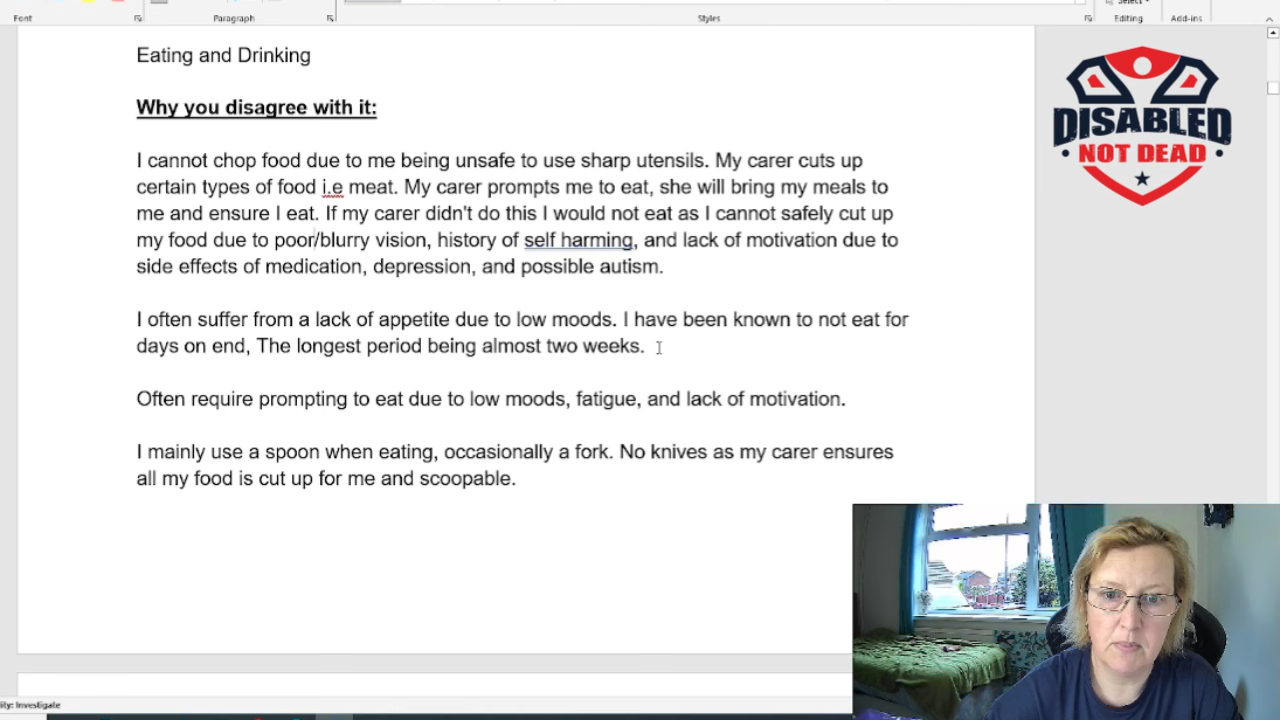 Select
Font
Paragraph
Styles
Editing
Add-ins
Eating and Drinking
Why you disagree with it:
I cannot chop food due to me being unsafe to use sharp utensils. My carer cuts up
certain types of food i.e meat. My carer prompts me to eat, she will bring my meals to
me and ensure I eat. If my carer didn't do this I would not eat as I cannot safely cut up
my food due to poor/blurry vision, history of self harming, and lack of motivation due to
side effects of medication, depression, and possible autism.
I often suffer from a lack of appetite due to low moods. I have been known to not eat for
days on end, The longest period being almost two weeks.
Often require prompting to eat due to low moods, fatigue, and lack of motivation.
I mainly use a spoon when eating, occasionally a fork. No knives as my carer ensures
all my food is cut up for me and scoopable.
DISABLED
NOT DEAD
lity: Investigate